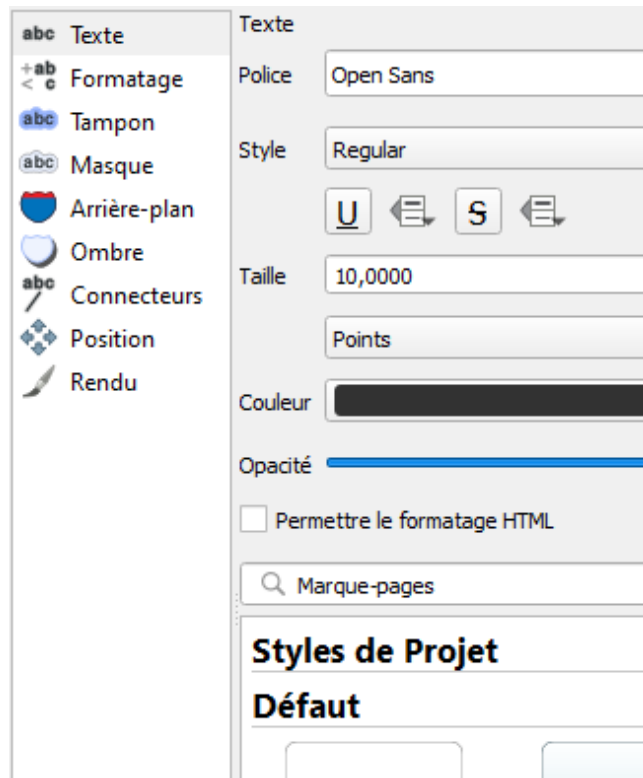 abc Texte
+ab
< c Formatage
abc Tampon
abc Masque
Arrière-plan
Ombre
abc Connecteurs
Position
Rendu
Texte
Police Open Sans
Style Regular
U S
Taille 10,0000
Points
Couleur
Opacité
Permettre le formatage HTML
Marque-pages
Styles de Projet
Défaut